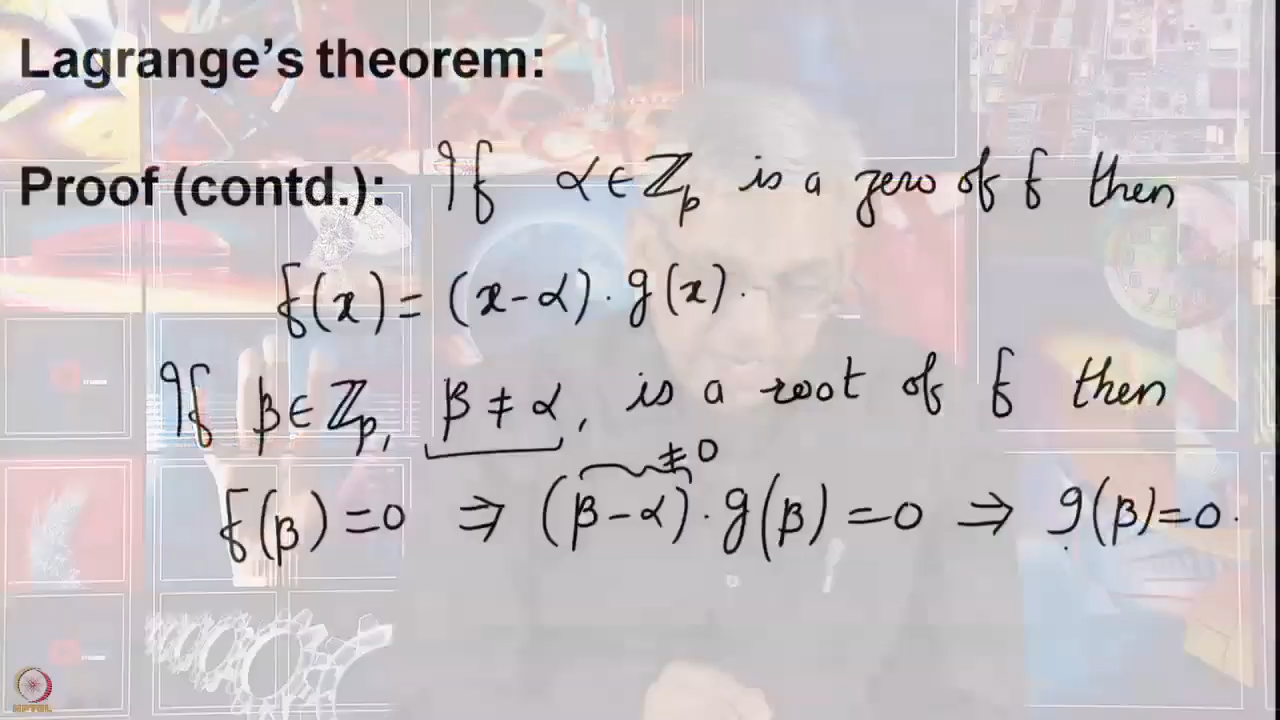 Lagrange's theorem:
Proof (contd.): If α ∈ ℤₚ is a zero of f then
f(x) = (x-α) · g(x).
If β ∈ ℤₚ, β ≠ α, is a root of f then
≠ 0
f(β) = 0 ⇒ (β-α) · g(β) = 0 ⇒ g(β) = 0.
NPTEL